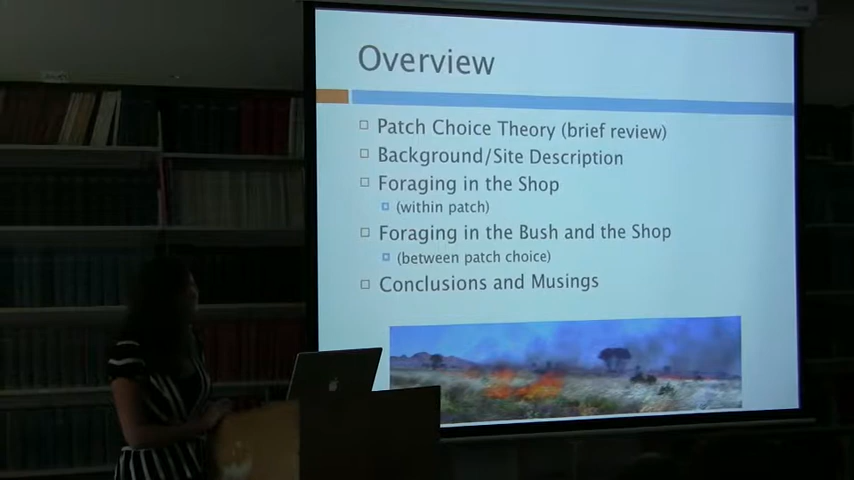 Overview
Patch Choice Theory (brief review)
Background/Site Description
Foraging in the Shop
(within patch)
Foraging in the Bush and the Shop
(between patch choice)
Conclusions and Musings